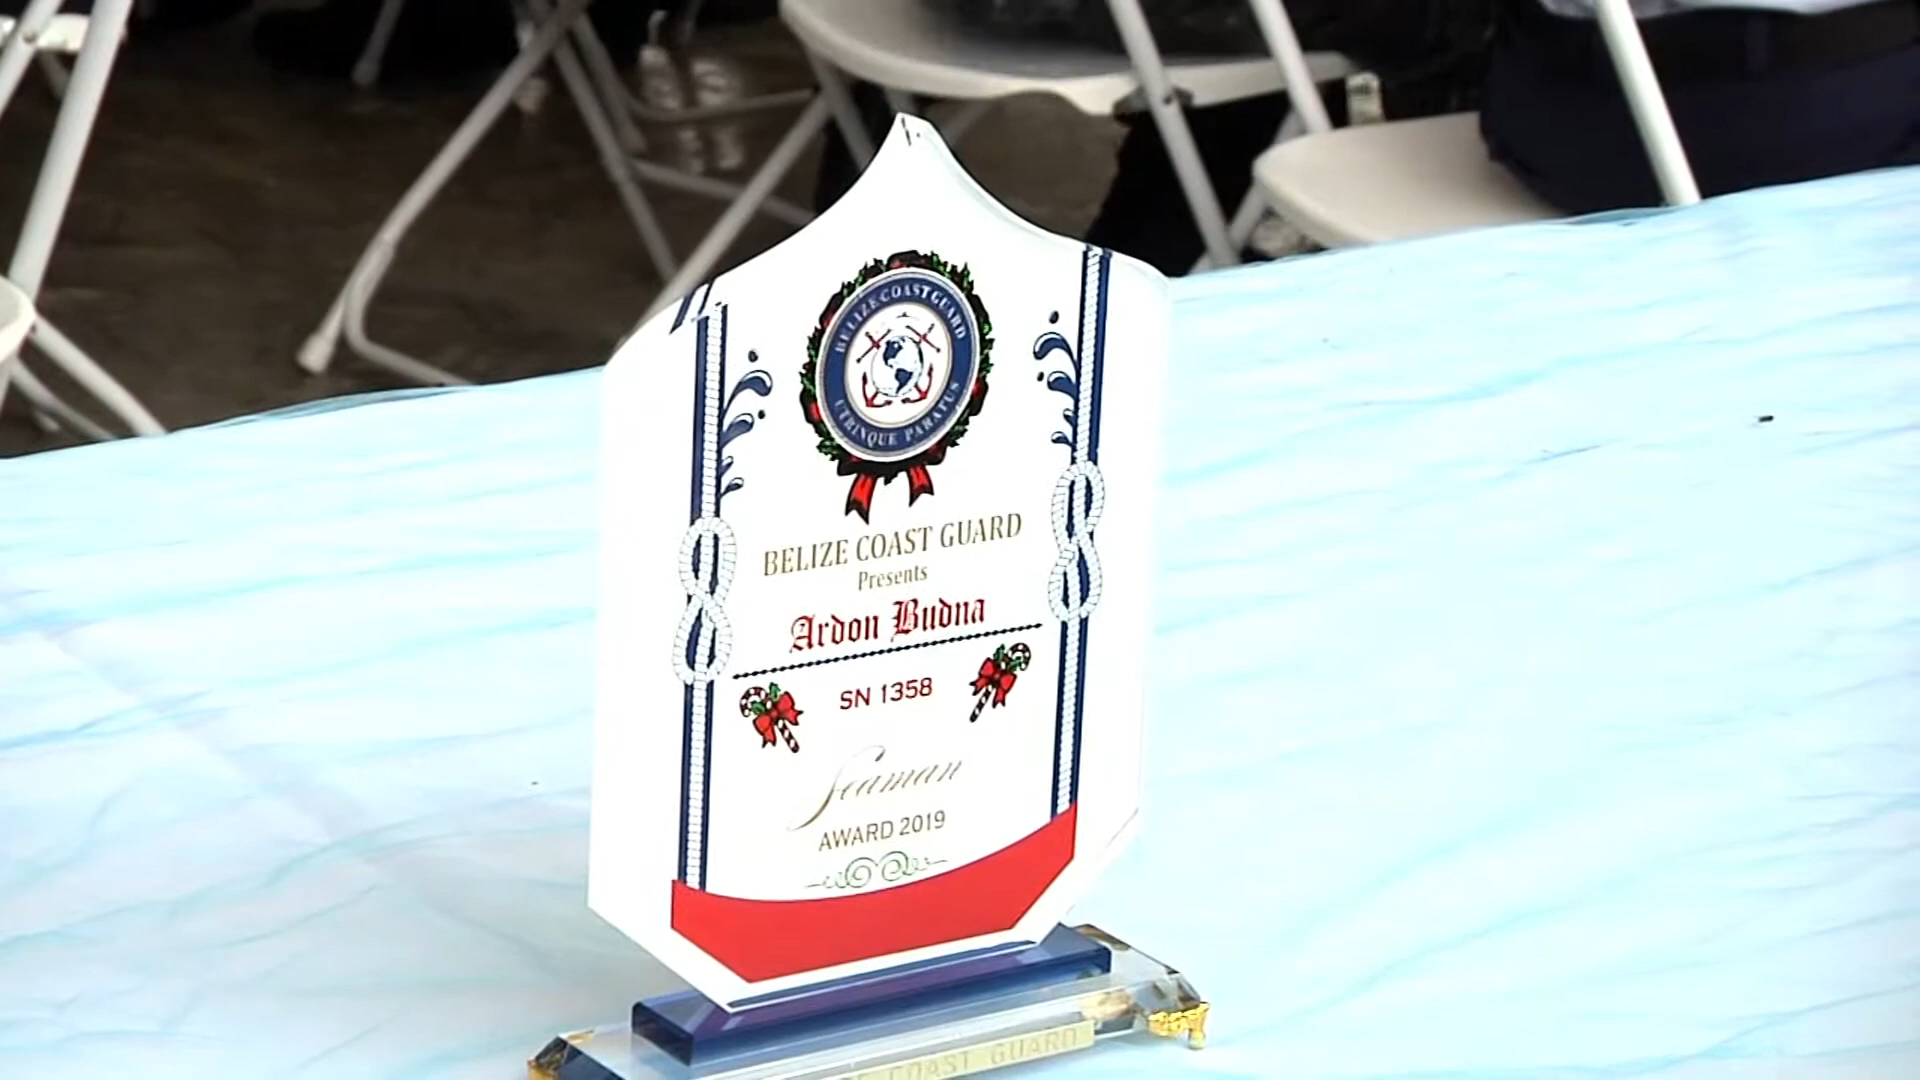 BELIZE COAST GUARD
UTRINQUE PARATUS
BELIZE COAST GUARD
Presents
Ardon Budna
SN 1358
Seaman
AWARD 2019
COAST GUARD